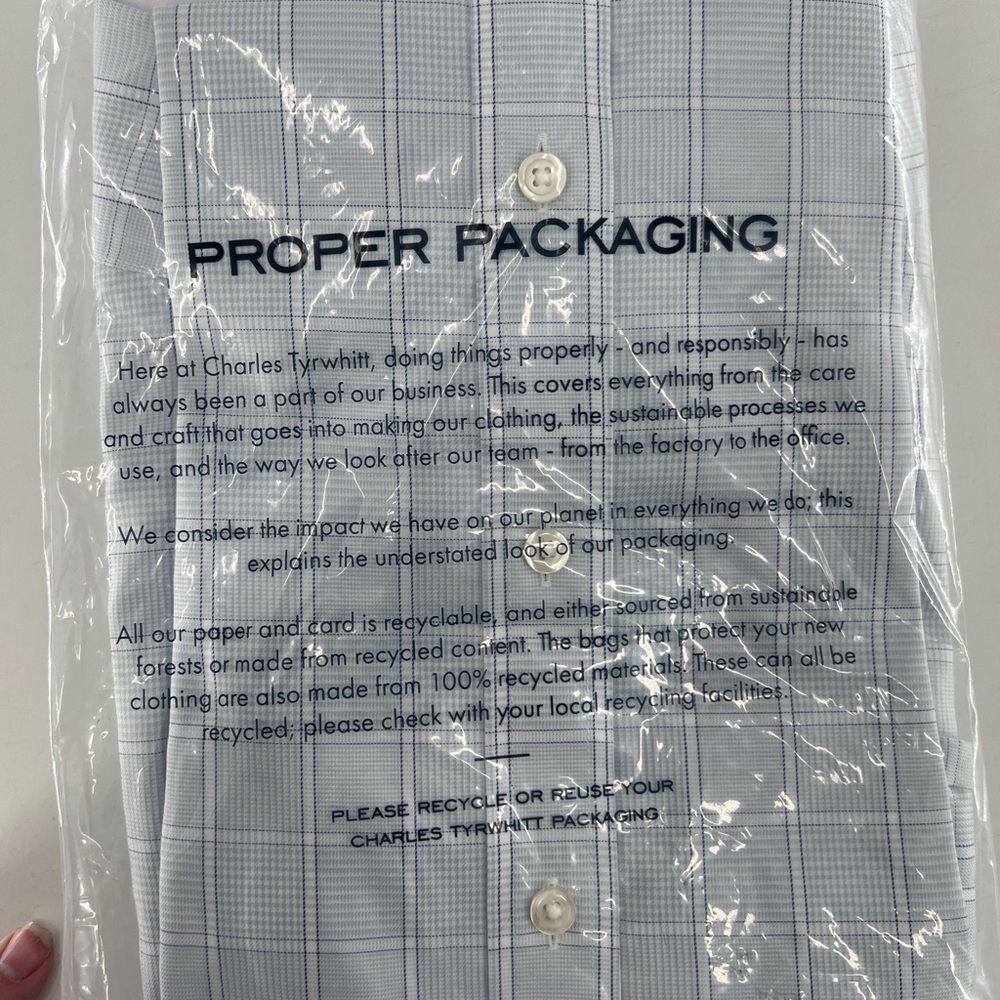 PROPER PACKAGING
Here at Charles Tyrwhitt, doing things properly - and responsibly - has
always been a part of our business. This covers everything from the care
and craft that goes into making our clothing, the sustainable processes we
use, and the way we look after our team - from the factory to the office.
We consider the impact we have on our planet in everything we do; this
explains the understated look of our packaging.
All our paper and card is recyclable, and either sourced from sustainable
forests or made from recycled content. The bags that protect your new
clothing are also made from 100% recycled materials. These can all be
recycled; please check with your local recycling facilities.
PLEASE RECYCLE OR REUSE YOUR
CHARLES TYRWHITT PACKAGING